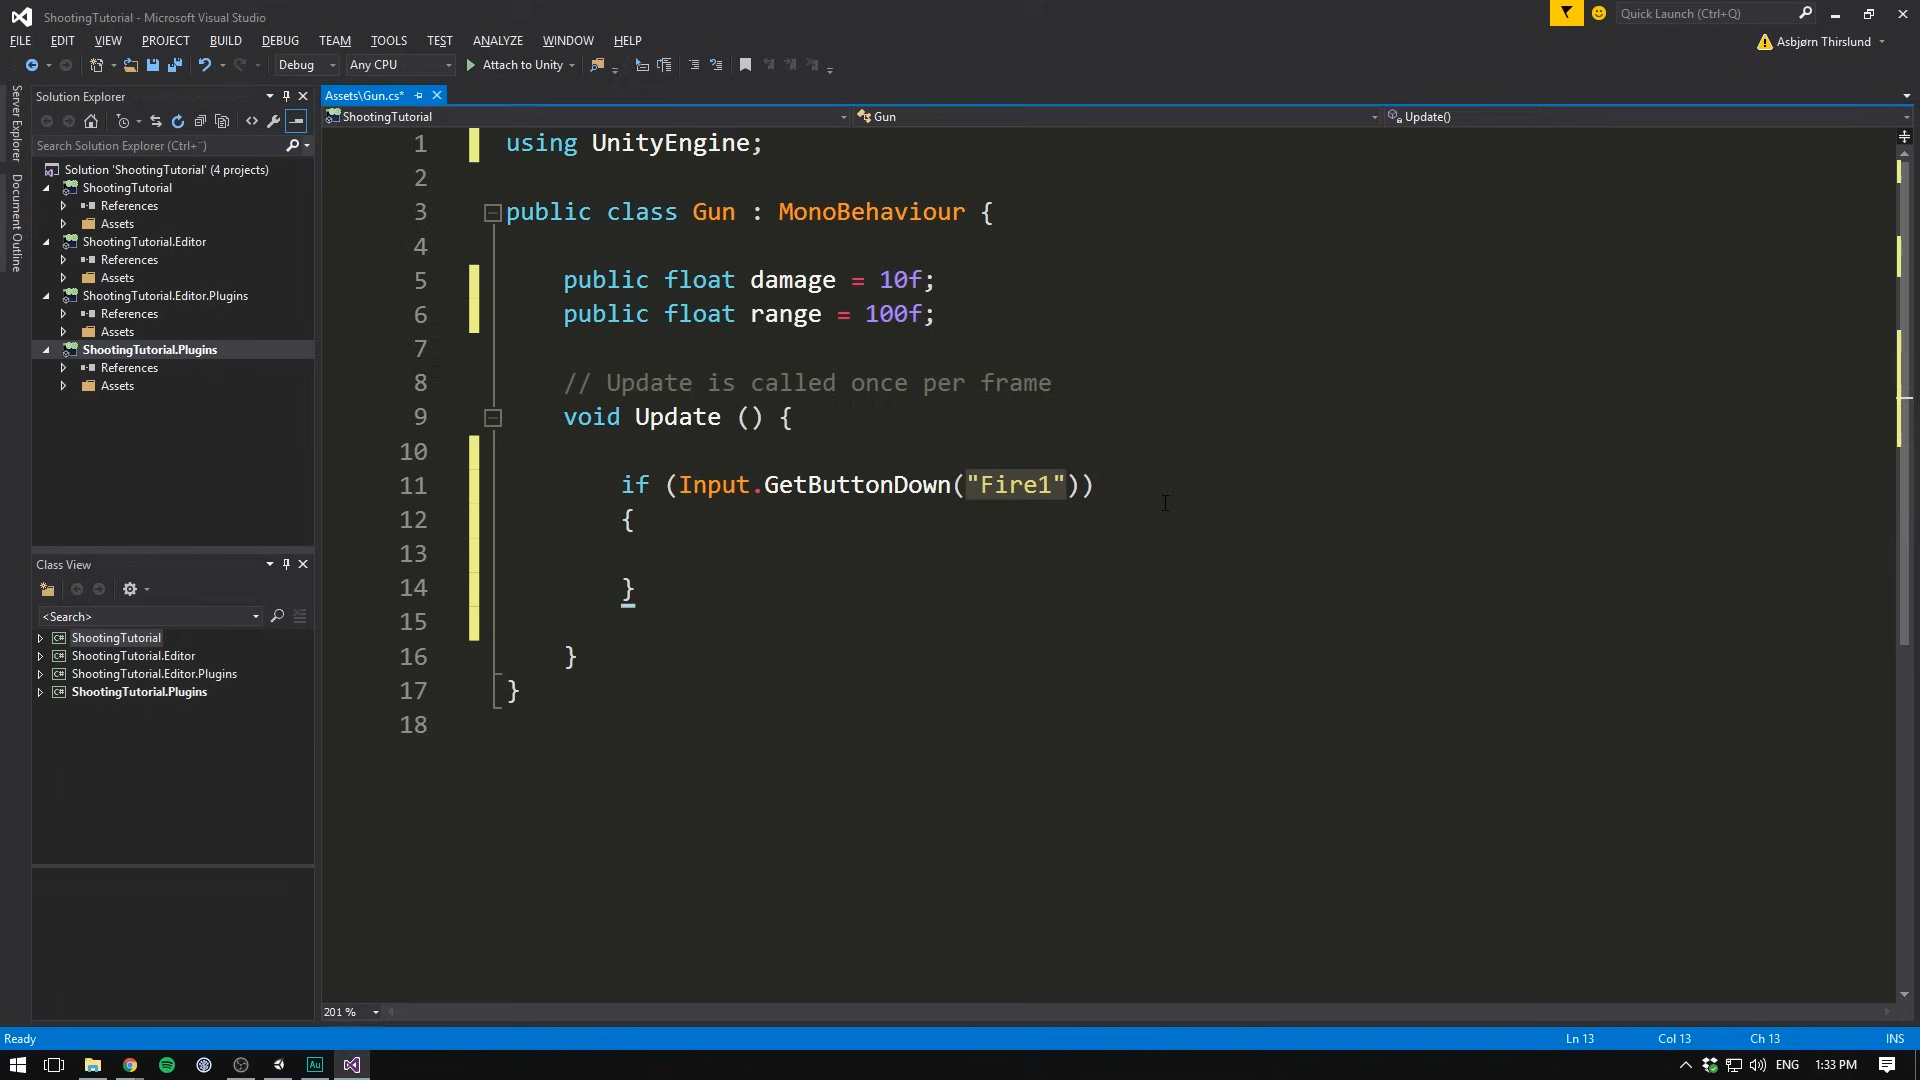 ShootingTutorial - Microsoft Visual Studio
Quick Launch (Ctrl+Q)
FILE EDIT VIEW PROJECT BUILD DEBUG TEAM TOOLS TEST ANALYZE WINDOW HELP
Asbjørn Thirslund
Debug Any CPU Attach to Unity
Server Explorer
Document Outline
Solution Explorer
Search Solution Explorer (Ctrl+¨)
Solution 'ShootingTutorial' (4 projects)
ShootingTutorial
References
Assets
ShootingTutorial.Editor
References
Assets
ShootingTutorial.Editor.Plugins
References
Assets
ShootingTutorial.Plugins
References
Assets
Class View
<Search>
ShootingTutorial
ShootingTutorial.Editor
ShootingTutorial.Editor.Plugins
ShootingTutorial.Plugins
Assets\Gun.cs*
ShootingTutorial Gun Update()
1 using UnityEngine;
2
3 public class Gun : MonoBehaviour {
4
5 public float damage = 10f;
6 public float range = 100f;
7
8 // Update is called once per frame
9 void Update () {
10
11 if (Input.GetButtonDown("Fire1"))
12 {
13
14 }
15
16 }
17 }
18
201 %
Ready Ln 13 Col 13 Ch 13 INS
Au ENG 1:33 PM